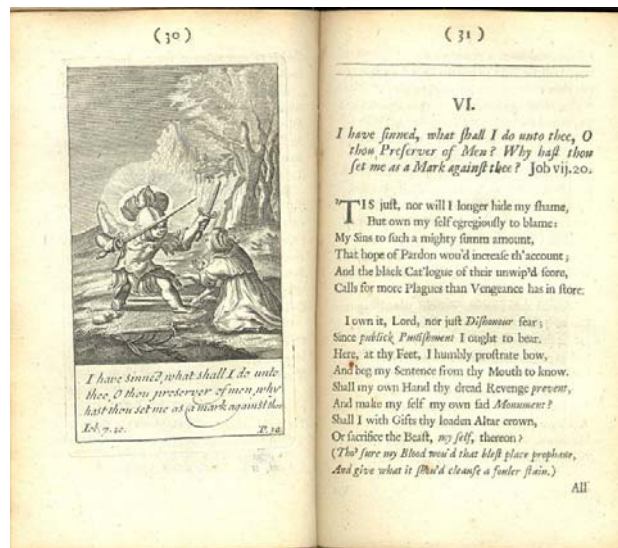 (30)
I have sinned, what shall I do unto
thee, O thou preserver of men, why
hast thou set me as a mark against thee
Iob. 7. 20. P. 30
(31)
VI.
I have ſinned, what ſhall I do unto thee, O
thou Preſerver of Men? Why haſt thou
ſet me as a Mark againſt thee? Job vij. 20.
'TIS juſt, nor will I longer hide my ſhame,
But own my ſelf egregiouſly to blame:
My Sins to ſuch a mighty ſumm amount,
That hope of Pardon wou'd increaſe th' account;
And the black Cat'logue of their unwip'd ſcore,
Calls for more Plagues than Vengeance has in ſtore.
I own it, Lord, nor juſt Diſhonour fear;
Since publick Puniſhment I ought to bear.
Here, at thy Feet, I humbly proſtrate bow,
And beg my Sentence from thy Mouth to know.
Shall my own Hand thy dread Revenge prevent,
And make my ſelf my own ſad Monument?
Shall I with Gifts thy loaden Altar crown,
Or ſacrifice the Beaſt, my ſelf, thereon?
(Tho' ſure my Blood wou'd that bleſt place prophane,
And give what it ſhou'd cleanſe a fouler ſtain.)
All